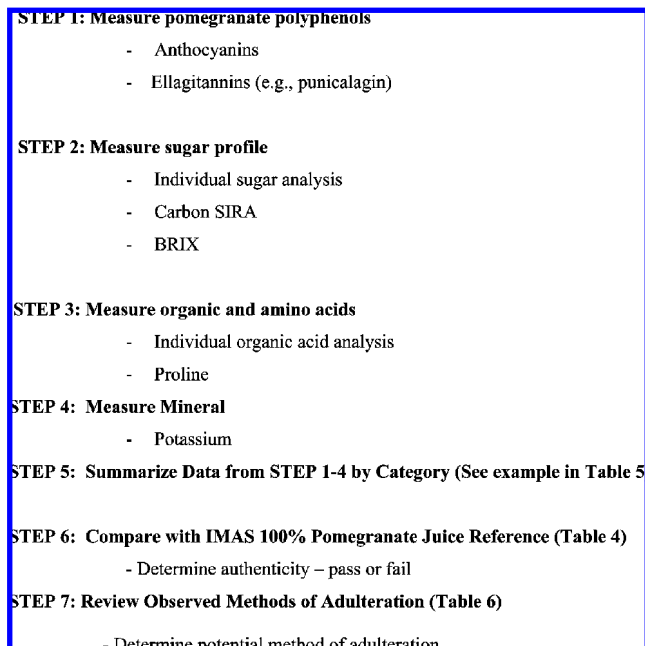 STEP 1: Measure pomegranate polyphenols
- Anthocyanins
- Ellagitannins (e.g., punicalagin)
STEP 2: Measure sugar profile
- Individual sugar analysis
- Carbon SIRA
- BRIX
STEP 3: Measure organic and amino acids
- Individual organic acid analysis
- Proline
STEP 4: Measure Mineral
- Potassium
STEP 5: Summarize Data from STEP 1-4 by Category (See example in Table 5
STEP 6: Compare with IMAS 100% Pomegranate Juice Reference (Table 4)
- Determine authenticity – pass or fail
STEP 7: Review Observed Methods of Adulteration (Table 6)
- Determine potential method of adulteration